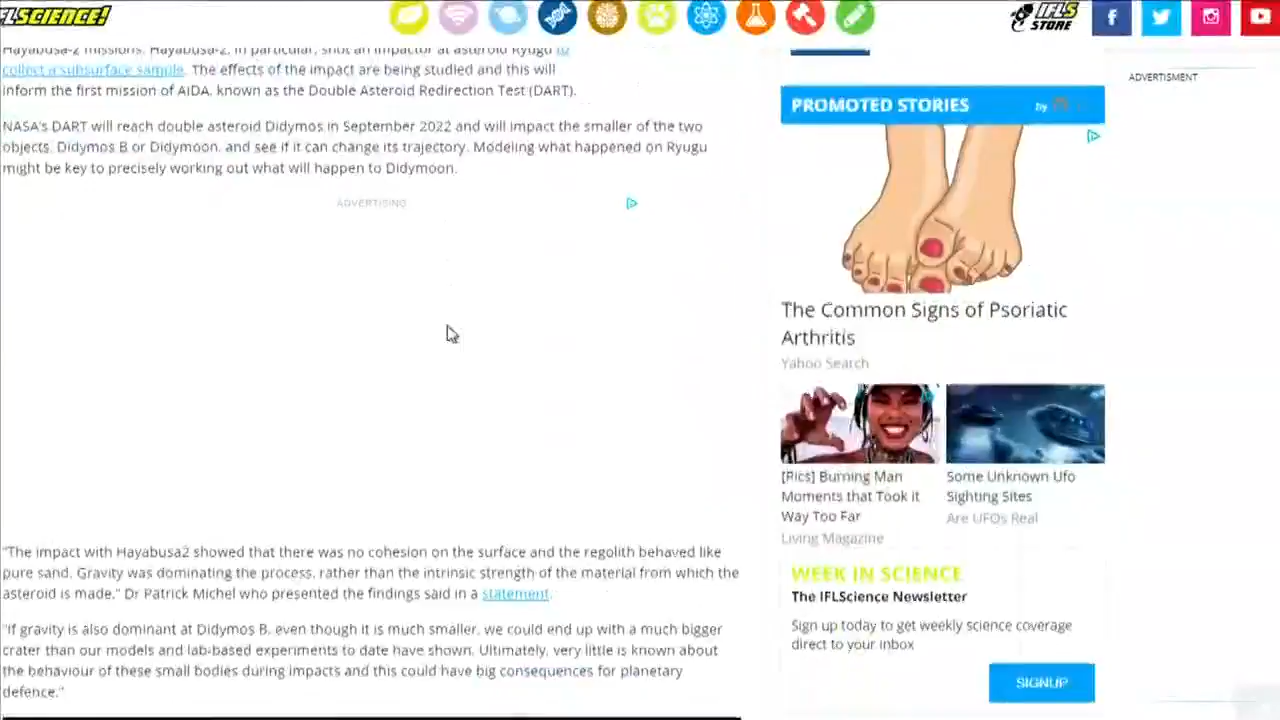 IFLSCIENCE!
IFLS
STORE
Hayabusa-2 missions. Hayabusa-2, in particular, shot an impactor at asteroid Ryugu to
collect a subsurface sample. The effects of the impact are being studied and this will
inform the first mission of AIDA, known as the Double Asteroid Redirection Test (DART).
NASA's DART will reach double asteroid Didymos in September 2022 and will impact the smaller of the two
objects, Didymos B or Didymoon, and see if it can change its trajectory. Modeling what happened on Ryugu
might be key to precisely working out what will happen to Didymoon.
ADVERTISING
"The impact with Hayabusa2 showed that there was no cohesion on the surface and the regolith behaved like
pure sand. Gravity was dominating the process, rather than the intrinsic strength of the material from which the
asteroid is made," Dr Patrick Michel who presented the findings said in a statement.
"If gravity is also dominant at Didymos B, even though it is much smaller, we could end up with a much bigger
crater than our models and lab-based experiments to date have shown. Ultimately, very little is known about
the behaviour of these small bodies during impacts and this could have big consequences for planetary
defence."
PROMOTED STORIES
by
The Common Signs of Psoriatic
Arthritis
Yahoo Search
[Pics] Burning Man
Moments that Took it
Way Too Far
Living Magazine
Some Unknown Ufo
Sighting Sites
Are UFOs Real
WEEK IN SCIENCE
The IFLScience Newsletter
Sign up today to get weekly science coverage
direct to your inbox
SIGNUP
ADVERTISMENT